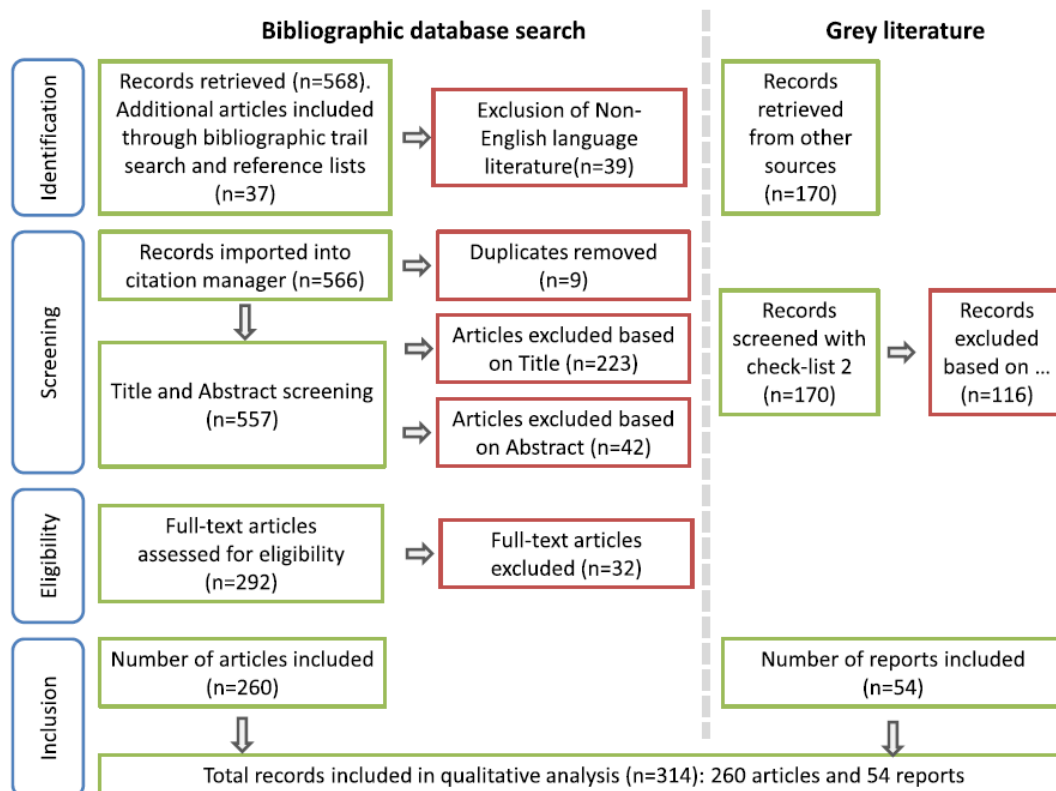 Bibliographic database search
Grey literature
Identification
Records retrieved (n=568).
Additional articles included
through bibliographic trail
search and reference lists
(n=37)
Exclusion of Non-
English language
literature(n=39)
Records
retrieved
from other
sources
(n=170)
Screening
Records imported into
citation manager (n=566)
Duplicates removed
(n=9)
Title and Abstract screening
(n=557)
Articles excluded based
on Title (n=223)
Articles excluded based
on Abstract (n=42)
Records
screened with
check-list 2
(n=170)
Records
excluded
based on ...
(n=116)
Eligibility
Full-text articles
assessed for eligibility
(n=292)
Full-text articles
excluded (n=32)
Inclusion
Number of articles included
(n=260)
Number of reports included
(n=54)
Total records included in qualitative analysis (n=314): 260 articles and 54 reports